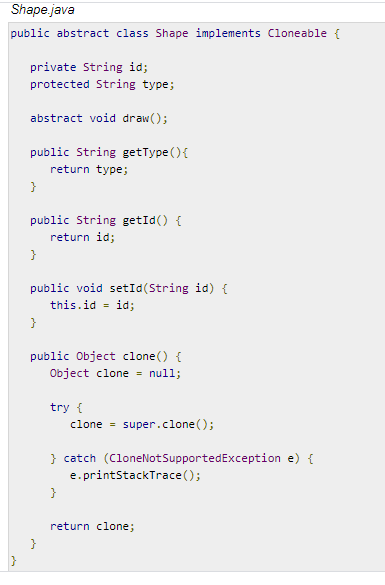 Shape.java
public abstract class Shape implements Cloneable {
private String id;
protected String type;
abstract void draw();
public String getType(){
return type;
}
public String getId() {
return id;
}
public void setId(String id) {
this.id = id;
}
public Object clone() {
Object clone = null;
try {
clone = super.clone();
} catch (CloneNotSupportedException e) {
e.printStackTrace();
}
return clone;
}
}